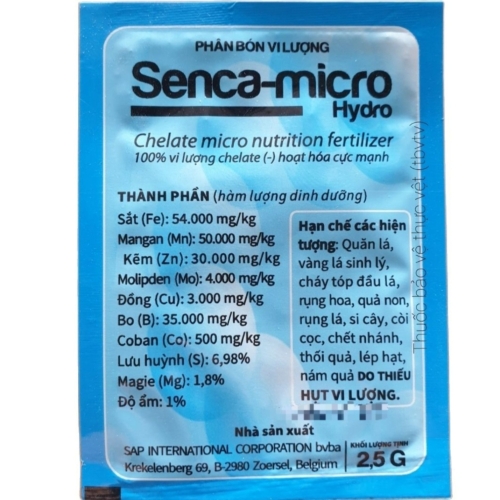 PHÂN BÓN VI LƯỢNG
Senca-micro
Hydro
Chelate micro nutrition fertilizer
100% vi lượng chelate (-) hoạt hóa cực mạnh
THÀNH PHẦN (hàm lượng dinh dưỡng)
Sắt (Fe): 54.000 mg/kg
Mangan (Mn): 50.000 mg/kg
Kẽm (Zn): 30.000 mg/kg
Molipden (Mo): 4.000 mg/kg
Đồng (Cu): 3.000 mg/kg
Bo (B): 35.000 mg/kg
Coban (Co): 500 mg/kg
Lưu huỳnh (S): 6,98%
Magie (Mg): 1,8%
Độ ẩm: 1%
Hạn chế các hiện
tượng: Quăn lá,
vàng lá sinh lý,
cháy tóp đầu lá,
rụng hoa, quả non,
rụng lá, si cây, còi
cọc, chết nhánh,
thối quả, lép hạt,
nám quả DO THIẾU
HỤT VI LƯỢNG.
Nhà sản xuất
SAP INTERNATIONAL CORPORATION bvba
Krekelenberg 69, B-2980 Zoersel, Belgium
KHỐI LƯỢNG TỊNH
2,5 G
Thuốc bảo vệ thực vật (tbvtv)